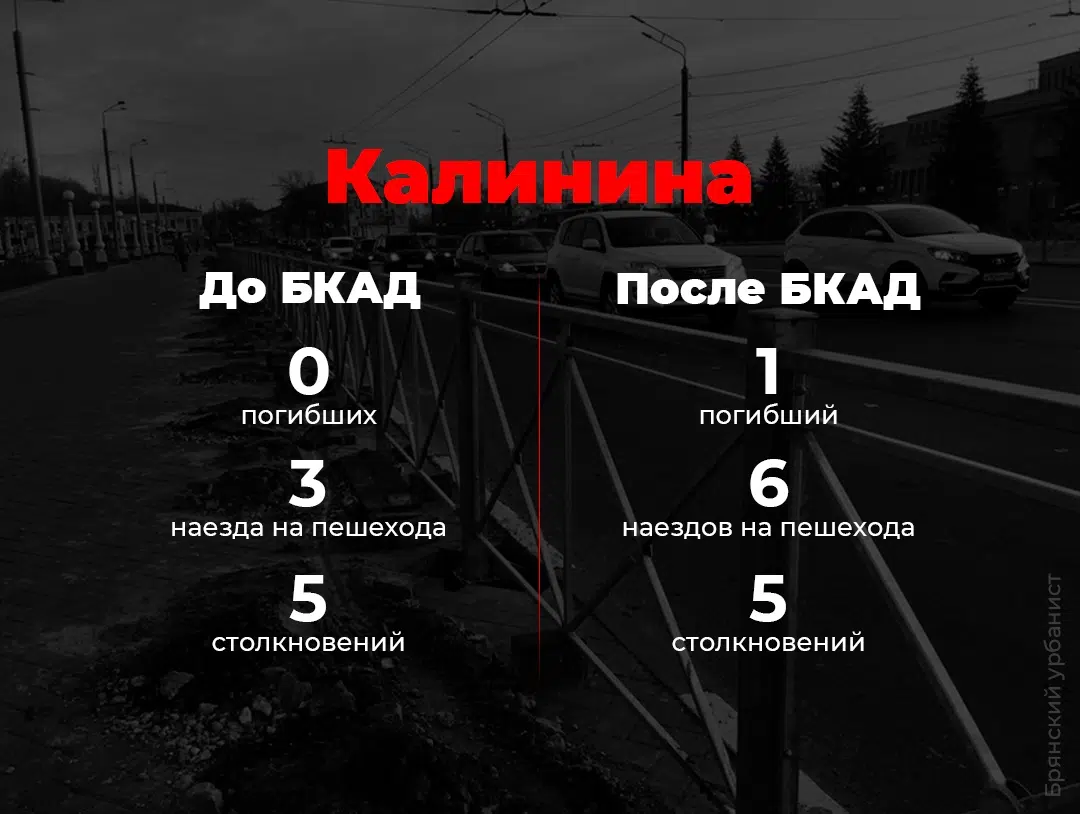 Калинина
До БКАД
0
погибших
3
наезда на пешехода
5
столкновений
После БКАД
1
погибший
6
наездов на пешехода
5
столкновений
Брянский урбанист